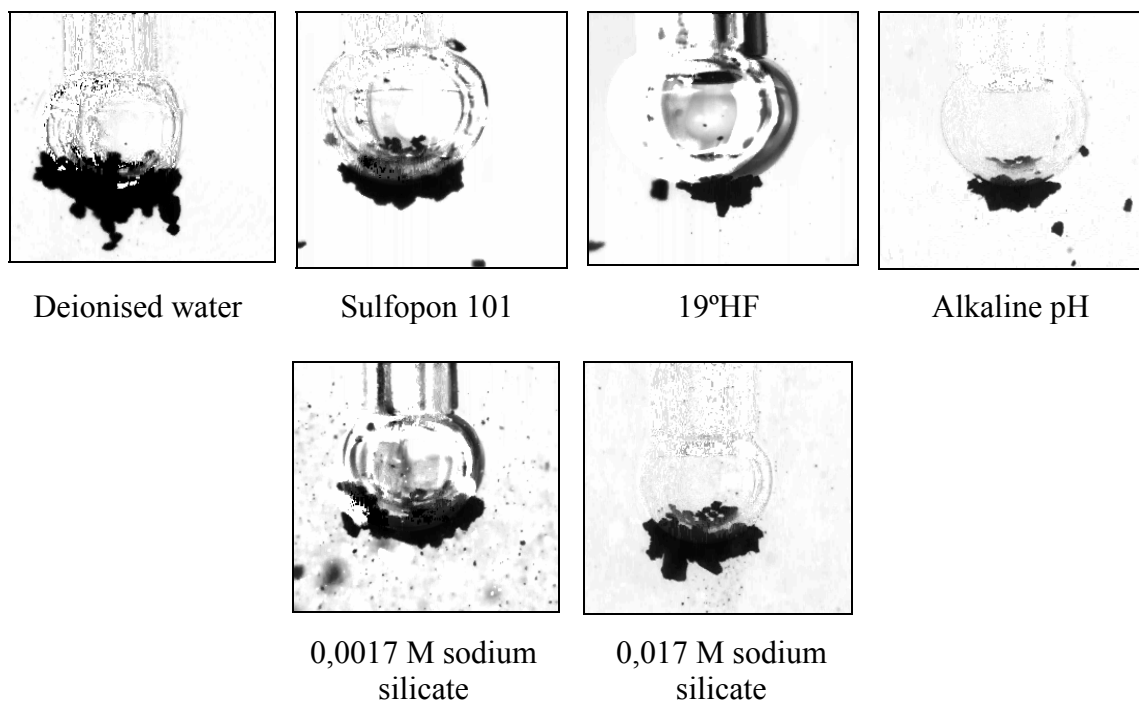 Deionised water
Sulfopon 101
19ºHF
Alkaline pH
0,0017 M sodium
silicate
0,017 M sodium
silicate